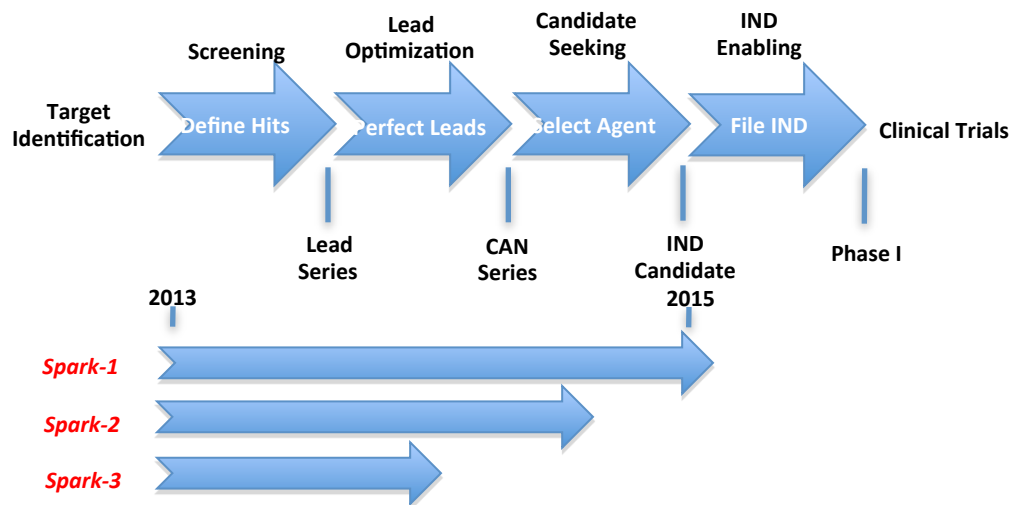 Target
Identification
Screening
Define Hits
Lead
Optimization
Perfect Leads
Candidate
Seeking
Select Agent
IND
Enabling
File IND
Clinical Trials
Lead
Series
CAN
Series
IND
Candidate
2015
Phase I
2013
Spark-1
Spark-2
Spark-3